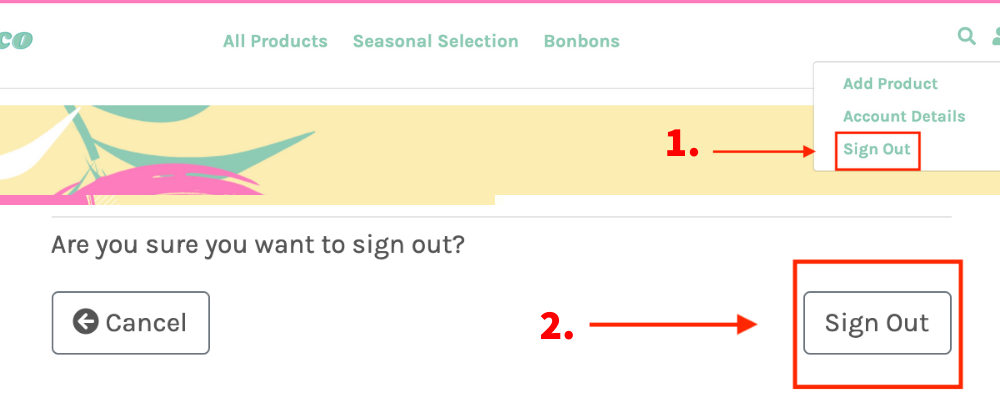 co
All Products Seasonal Selection Bonbons
Add Product
Account Details
1.
Sign Out
Are you sure you want to sign out?
Cancel
2.
Sign Out